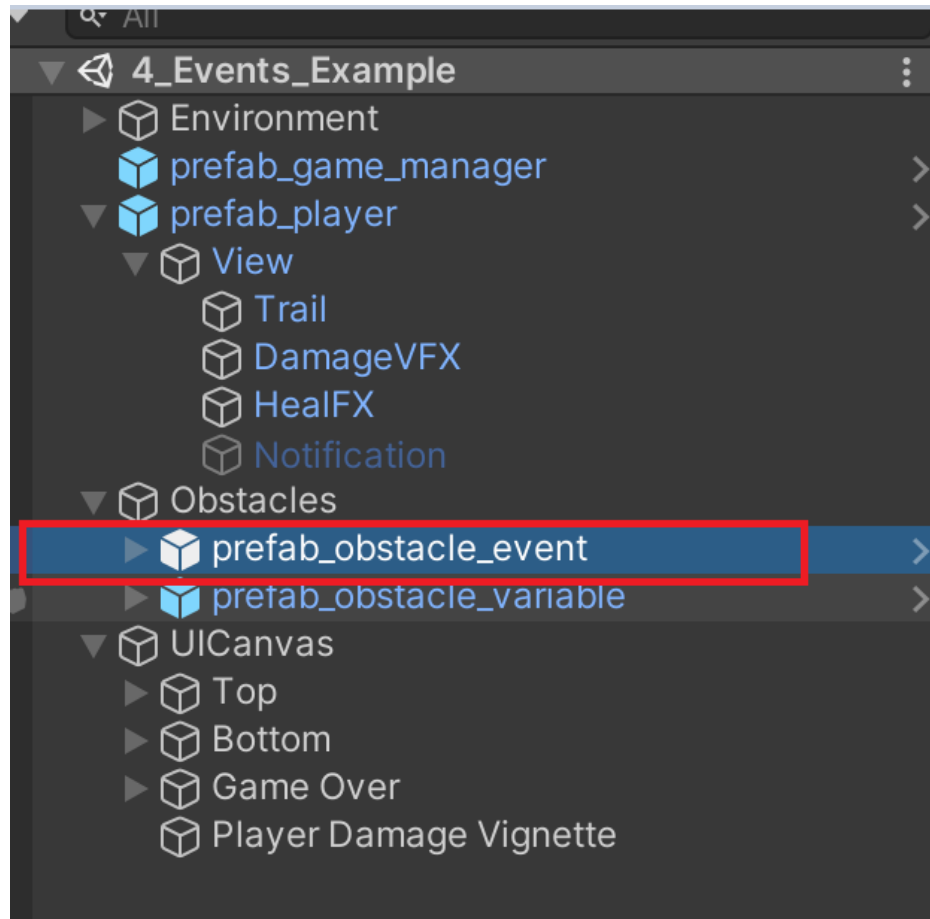 All
4_Events_Example
Environment
prefab_game_manager
prefab_player
View
Trail
DamageVFX
HealFX
Notification
Obstacles
prefab_obstacle_event
prefab_obstacle_variable
UICanvas
Top
Bottom
Game Over
Player Damage Vignette